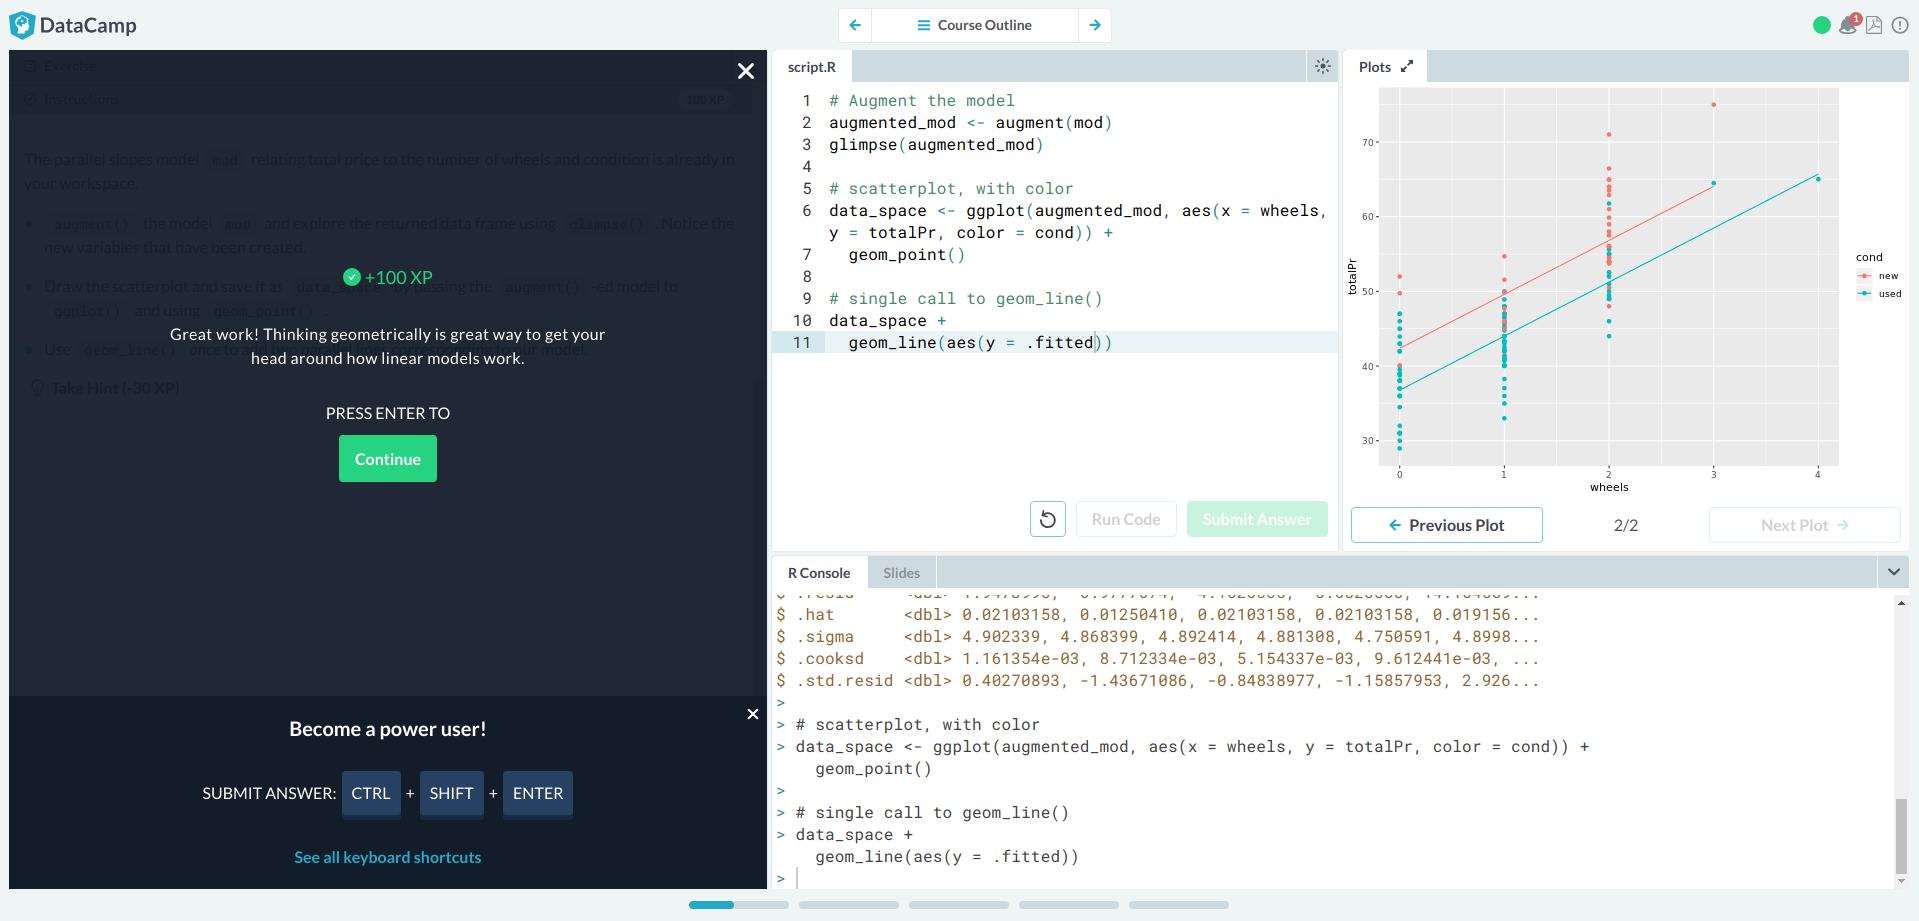 DataCamp
Course Outline
1
Exercise
Instructions
100 XP
The parallel slopes model mod relating total price to the number of wheels and condition is already in
your workspace.
augment() the model mod and explore the returned data frame using glimpse() . Notice the
new variables that have been created.
Draw the scatterplot and save it as data_space by passing the augment() -ed model to
ggplot() and using geom_point() .
Use geom_line() once to add two parallel lines corresponding to our model.
Take Hint (-30 XP)
+100 XP
Great work! Thinking geometrically is great way to get your
head around how linear models work.
PRESS ENTER TO
Continue
Become a power user!
SUBMIT ANSWER: CTRL + SHIFT + ENTER
See all keyboard shortcuts
script.R
1 # Augment the model
2 augmented_mod <- augment(mod)
3 glimpse(augmented_mod)
4
5 # scatterplot, with color
6 data_space <- ggplot(augmented_mod, aes(x = wheels,
y = totalPr, color = cond)) +
7 geom_point()
8
9 # single call to geom_line()
10 data_space +
11 geom_line(aes(y = .fitted))
Run Code
Submit Answer
Plots
70
60
50
40
30
totalPr
0 1 2 3 4
wheels
cond
new
used
Previous Plot
2/2
Next Plot
R Console
Slides
$ .hat <dbl> 0.02103158, 0.01250410, 0.02103158, 0.02103158, 0.019156...
$ .sigma <dbl> 4.902339, 4.868399, 4.892414, 4.881308, 4.750591, 4.8998...
$ .cooksd <dbl> 1.161354e-03, 8.712334e-03, 5.154337e-03, 9.612441e-03, ...
$ .std.resid <dbl> 0.40270893, -1.43671086, -0.84838977, -1.15857953, 2.926...
>
> # scatterplot, with color
> data_space <- ggplot(augmented_mod, aes(x = wheels, y = totalPr, color = cond)) +
geom_point()
>
> # single call to geom_line()
> data_space +
geom_line(aes(y = .fitted))
>